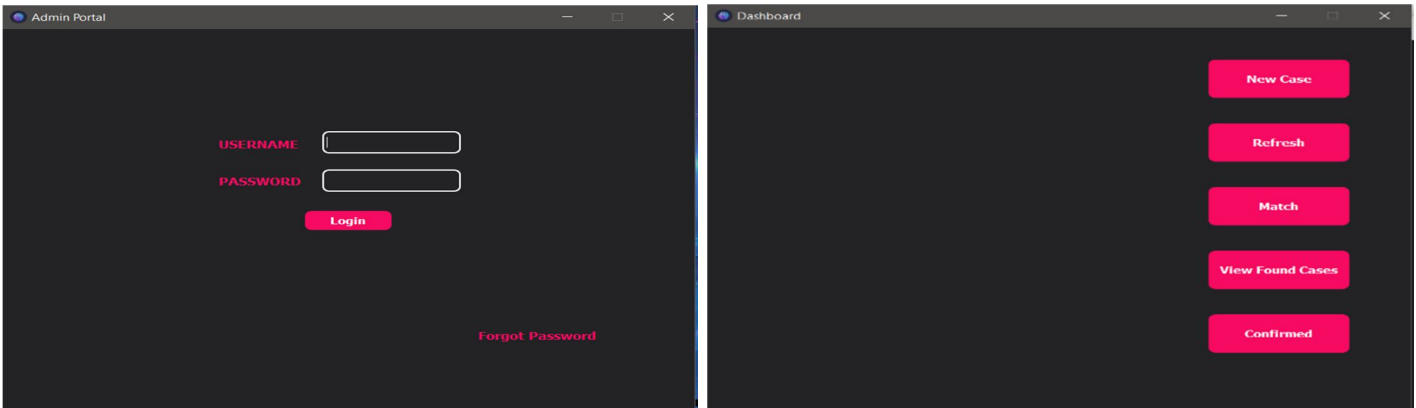 Admin Portal
USERNAME
PASSWORD
Login
Forgot Password
Dashboard
New Case
Refresh
Match
View Found Cases
Confirmed